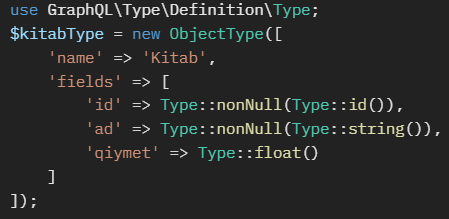 use GraphQL\Type\Definition\Type;
$kitabType = new ObjectType([
    'name' => 'Kitab',
    'fields' => [
        'id' => Type::nonNull(Type::id()),
        'ad' => Type::nonNull(Type::string()),
        'qiymet' => Type::float()
    ]
]);